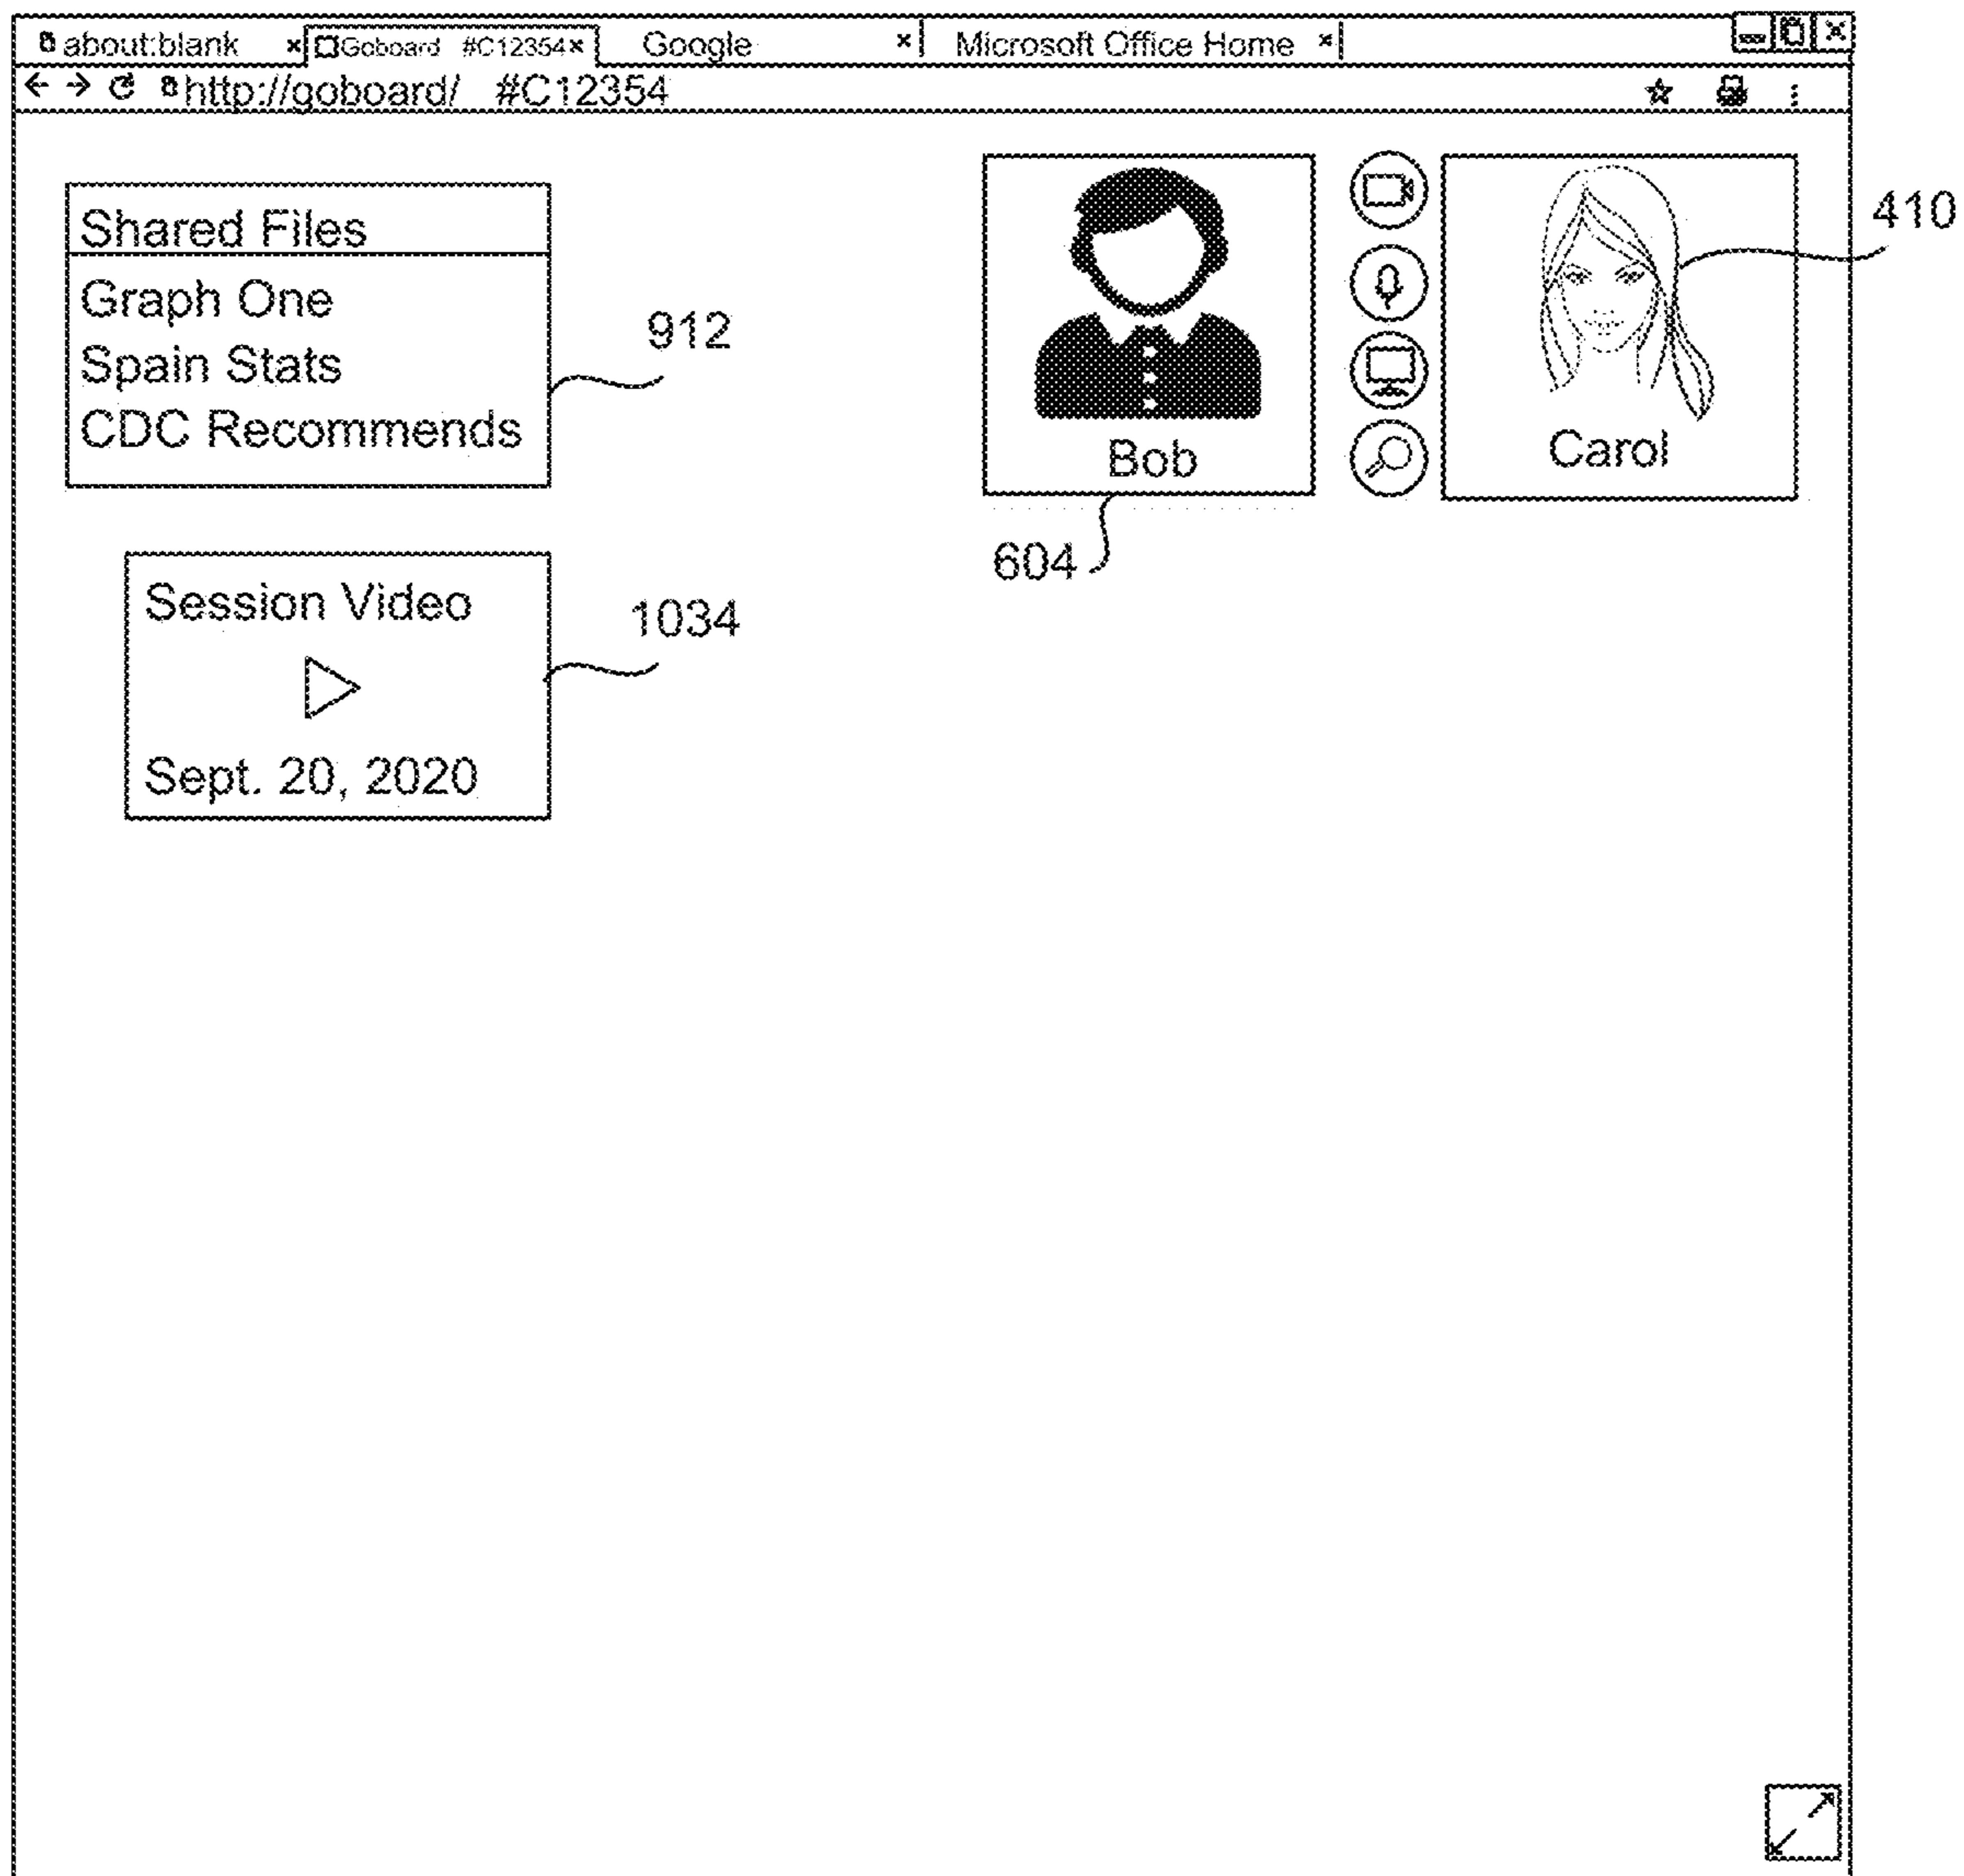 about:blank
Goboard #C12354
Google
Microsoft Office Home
http://goboard/ #C12354
Shared Files
Graph One
Spain Stats
CDC Recommends
912
Bob
604
Carol
410
Session Video
Sept. 20, 2020
1034